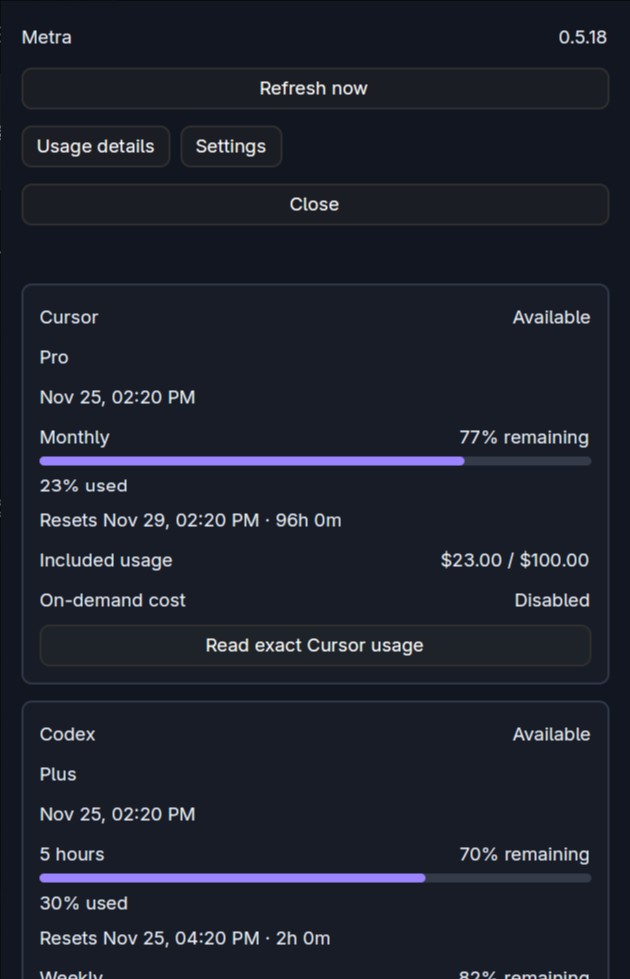 Metra 0.5.18
Refresh now
Usage details Settings
Close
Cursor Available
Pro
Nov 25, 02:20 PM
Monthly 77% remaining
23% used
Resets Nov 29, 02:20 PM · 96h 0m
Included usage $23.00 / $100.00
On-demand cost Disabled
Read exact Cursor usage
Codex Available
Plus
Nov 25, 02:20 PM
5 hours 70% remaining
30% used
Resets Nov 25, 04:20 PM · 2h 0m
Weekly 82% remaining